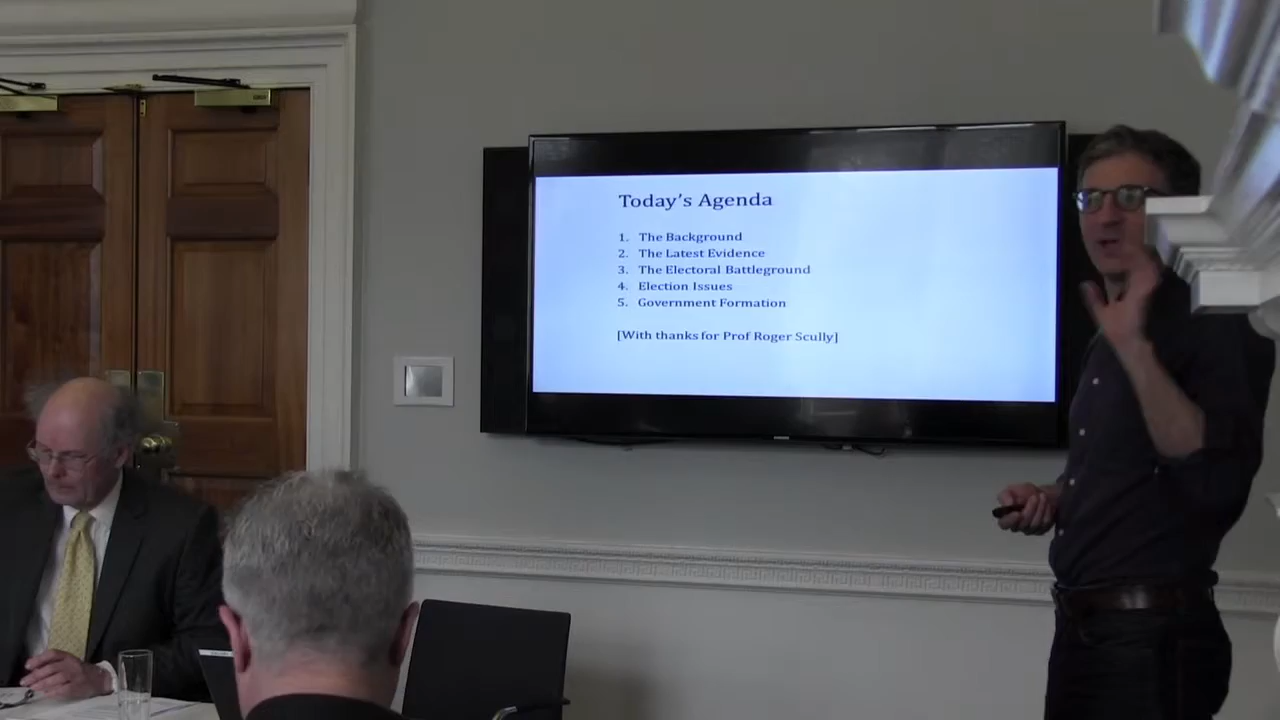 Today's Agenda
1. The Background
2. The Latest Evidence
3. The Electoral Battleground
4. Election Issues
5. Government Formation
[With thanks for Prof Roger Scully]